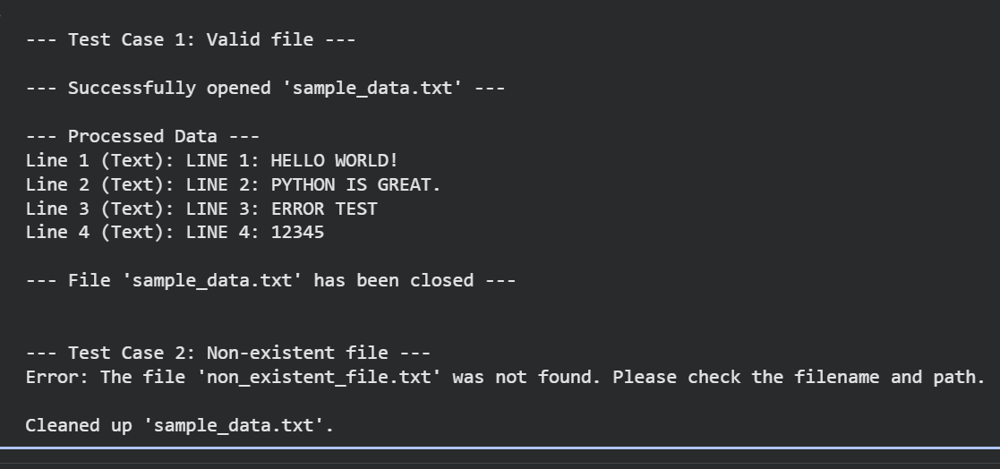 --- Test Case 1: Valid file ---
--- Successfully opened 'sample_data.txt' ---
--- Processed Data ---
Line 1 (Text): LINE 1: HELLO WORLD!
Line 2 (Text): LINE 2: PYTHON IS GREAT.
Line 3 (Text): LINE 3: ERROR TEST
Line 4 (Text): LINE 4: 12345
--- File 'sample_data.txt' has been closed ---
--- Test Case 2: Non-existent file ---
Error: The file 'non_existent_file.txt' was not found. Please check the filename and path.
Cleaned up 'sample_data.txt'.